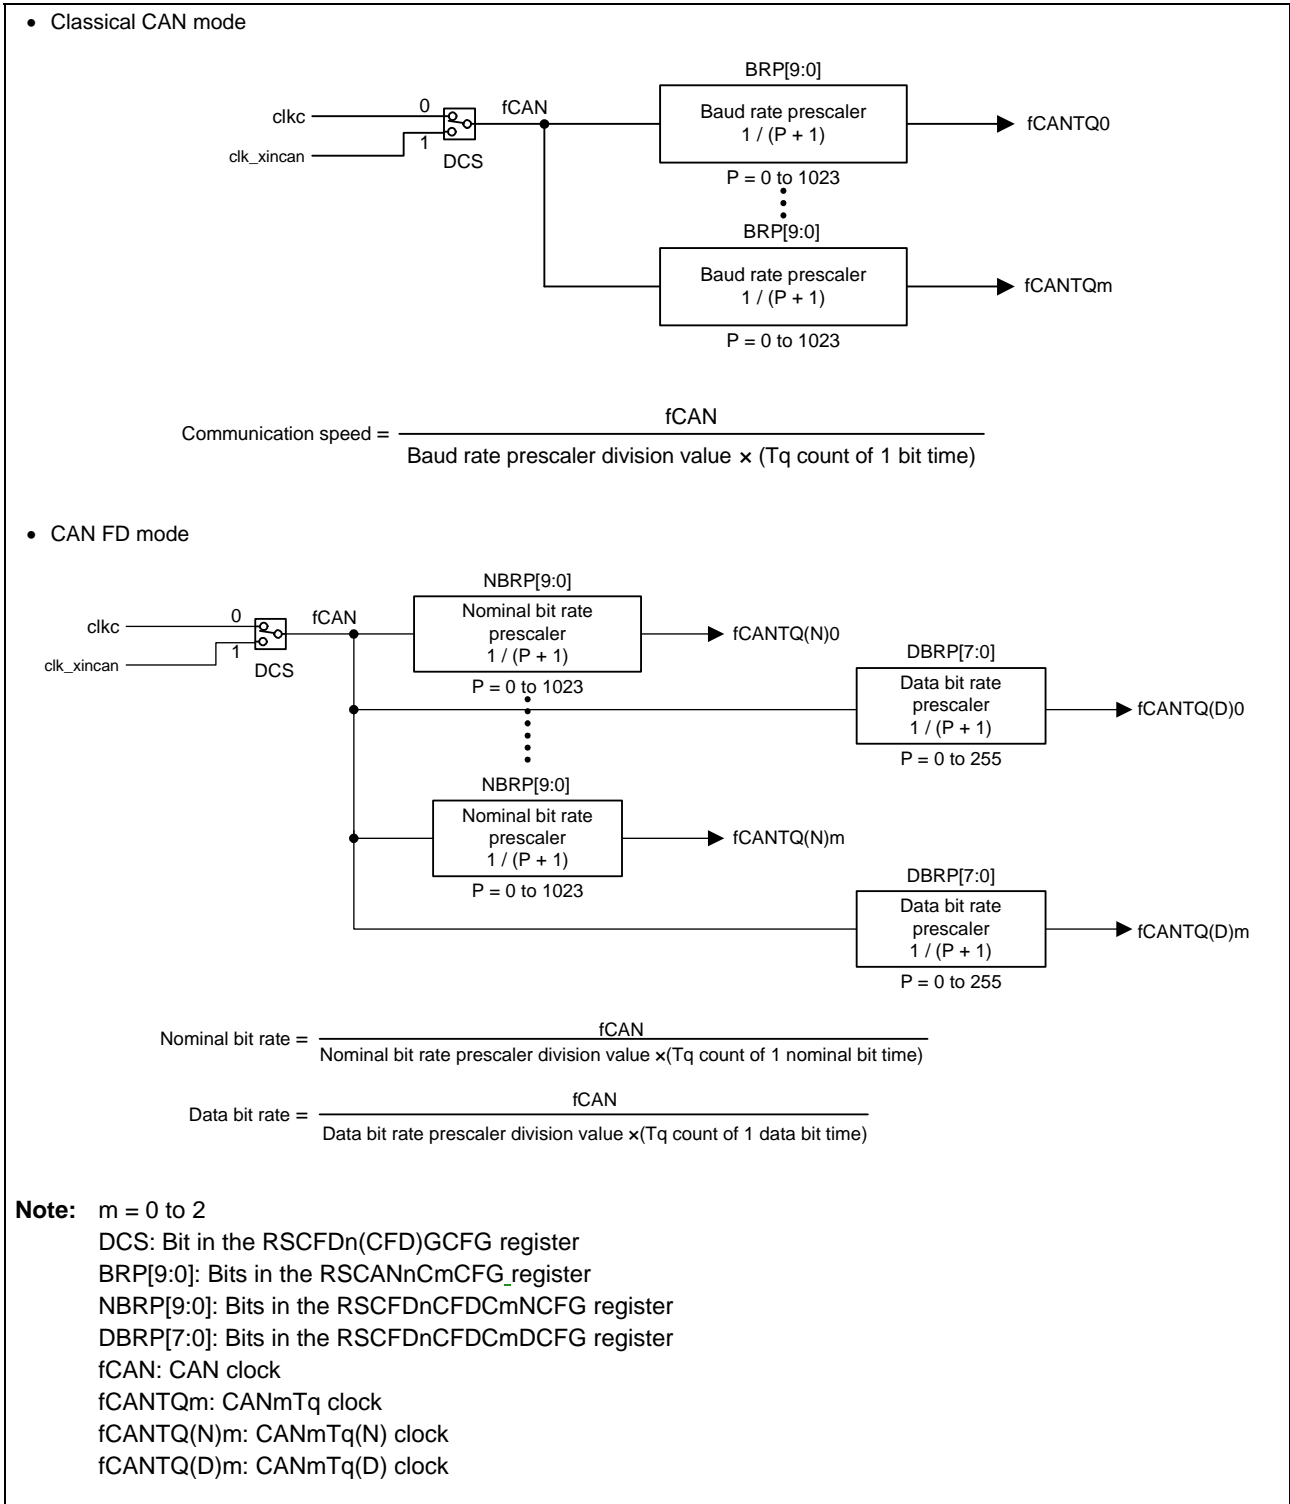 • Classical CAN mode
BRP[9:0]
clkc
0
fCAN
Baud rate prescaler
1 / (P + 1)
fCANTQ0
clk_xincan
1
DCS
P = 0 to 1023
BRP[9:0]
Baud rate prescaler
1 / (P + 1)
fCANTQm
P = 0 to 1023
Communication speed =
fCAN
Baud rate prescaler division value × (Tq count of 1 bit time)
• CAN FD mode
NBRP[9:0]
clkc
0
fCAN
Nominal bit rate
prescaler
1 / (P + 1)
fCANTQ(N)0
clk_xincan
1
DCS
P = 0 to 1023
DBRP[7:0]
Data bit rate
prescaler
1 / (P + 1)
fCANTQ(D)0
P = 0 to 255
NBRP[9:0]
Nominal bit rate
prescaler
1 / (P + 1)
fCANTQ(N)m
P = 0 to 1023
DBRP[7:0]
Data bit rate
prescaler
1 / (P + 1)
fCANTQ(D)m
P = 0 to 255
Nominal bit rate =
fCAN
Nominal bit rate prescaler division value ×(Tq count of 1 nominal bit time)
Data bit rate =
fCAN
Data bit rate prescaler division value ×(Tq count of 1 data bit time)
Note: m = 0 to 2
DCS: Bit in the RSCFDn(CFD)GCFG register
BRP[9:0]: Bits in the RSCANnCmCFG register
NBRP[9:0]: Bits in the RSCFDnCFDCmNCFG register
DBRP[7:0]: Bits in the RSCFDnCFDCmDCFG register
fCAN: CAN clock
fCANTQm: CANmTq clock
fCANTQ(N)m: CANmTq(N) clock
fCANTQ(D)m: CANmTq(D) clock